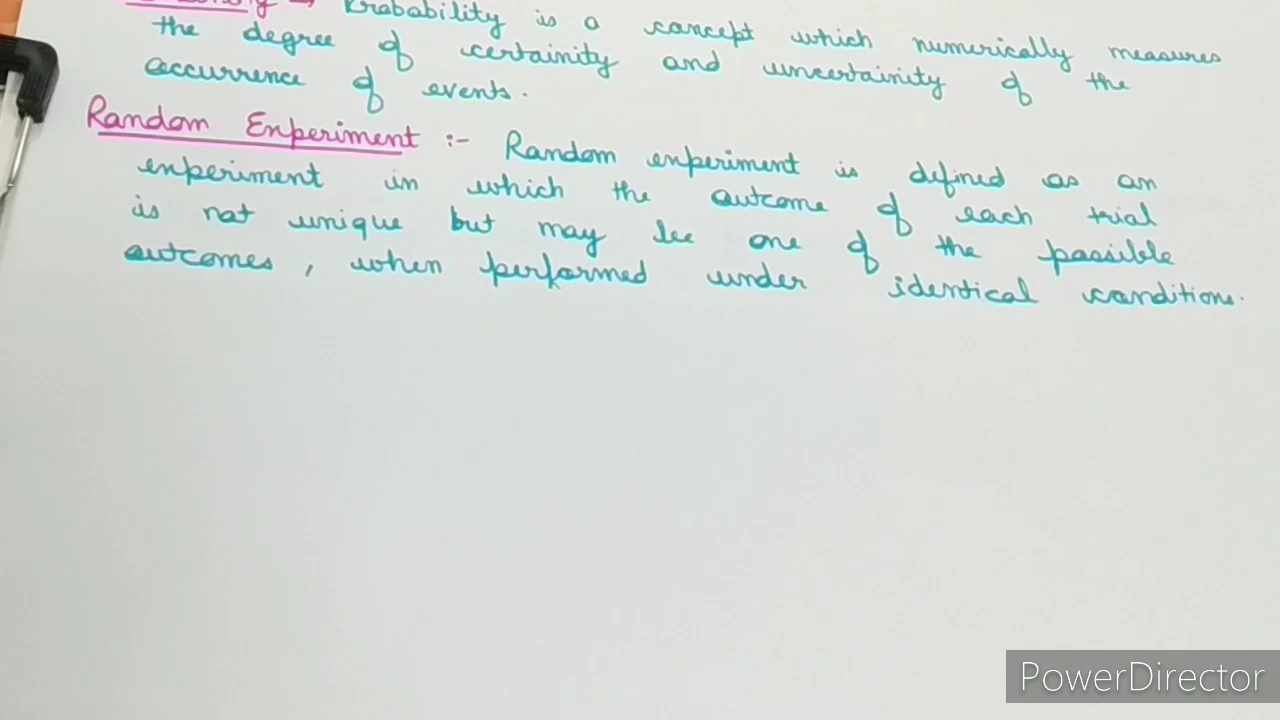 → Probability is a concept which numerically measures
the degree of certainity and uncertainity of the
occurrence of events.
Random Experiment :- Random experiment is defined as an
experiment in which the outcome of each trial
is not unique but may be one of the possible
outcomes, when performed under identical conditions.
PowerDirector